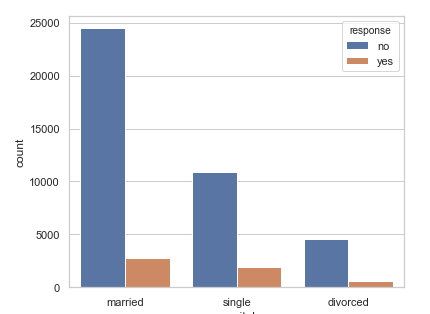 25000
20000
15000
10000
5000
0
count
response
no
yes
married
single
divorced